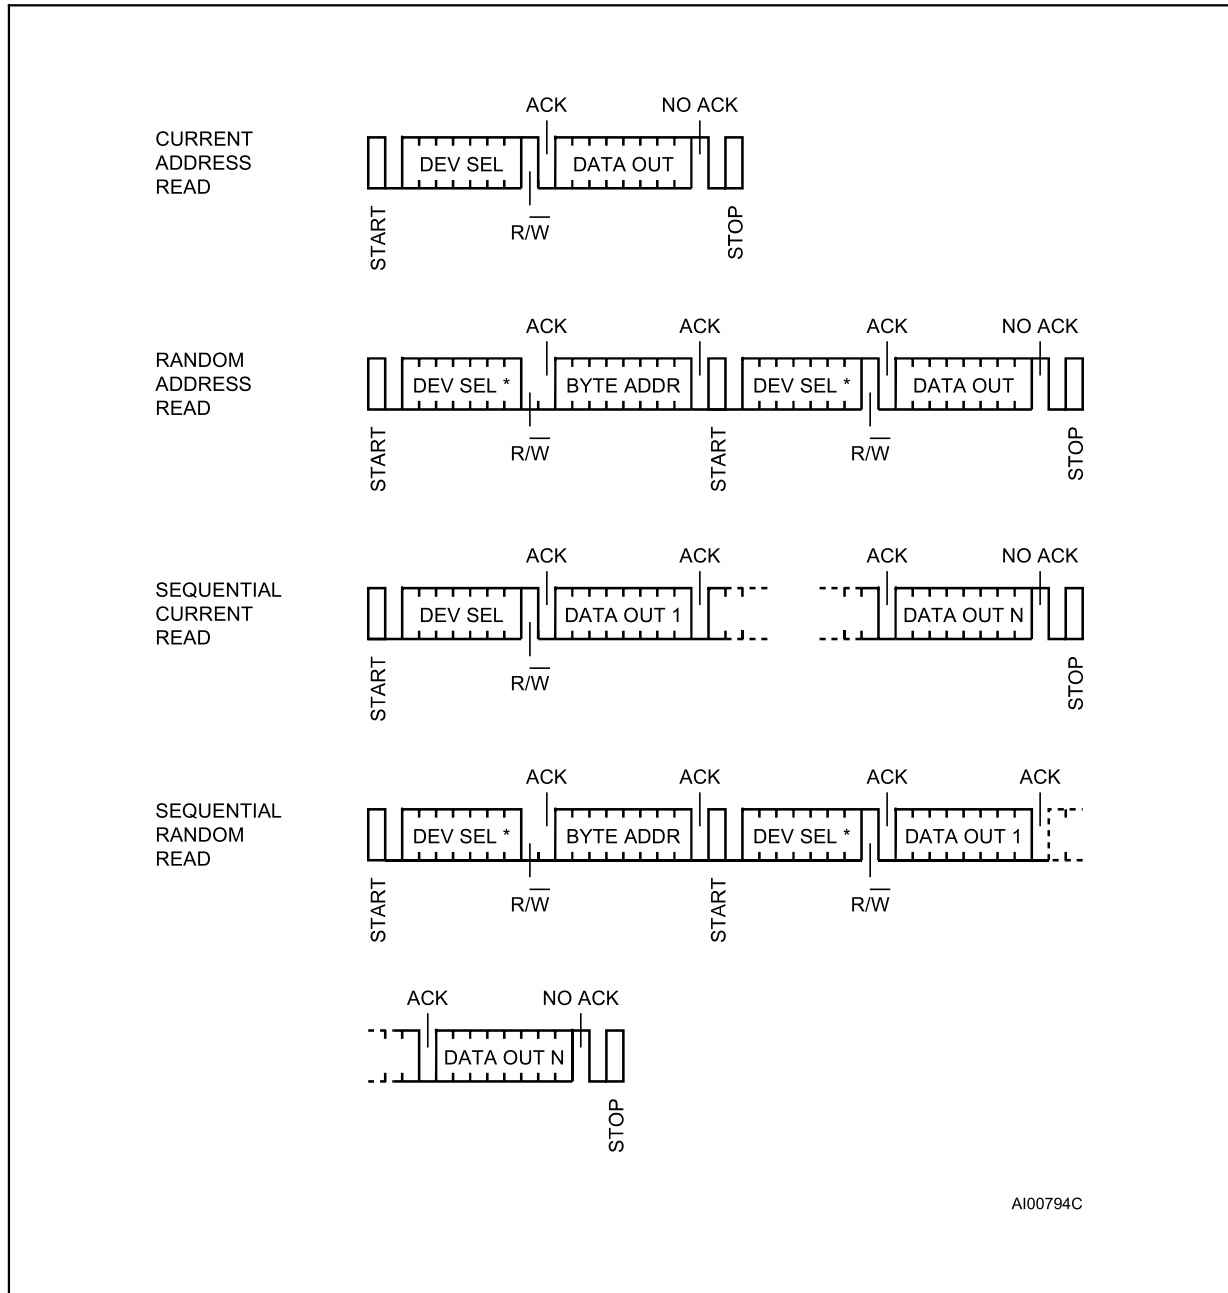 ACK NO ACK
CURRENT
ADDRESS
READ
DEV SEL DATA OUT
R/W̅
START STOP
ACK ACK ACK NO ACK
RANDOM
ADDRESS
READ
DEV SEL * BYTE ADDR DEV SEL * DATA OUT
R/W̅ R/W̅
START START STOP
ACK ACK ACK NO ACK
SEQUENTIAL
CURRENT
READ
DEV SEL DATA OUT 1 DATA OUT N
R/W̅
START STOP
ACK ACK ACK ACK
SEQUENTIAL
RANDOM
READ
DEV SEL * BYTE ADDR DEV SEL * DATA OUT 1
R/W̅ R/W̅
START START
ACK NO ACK
DATA OUT N
STOP
AI00794C